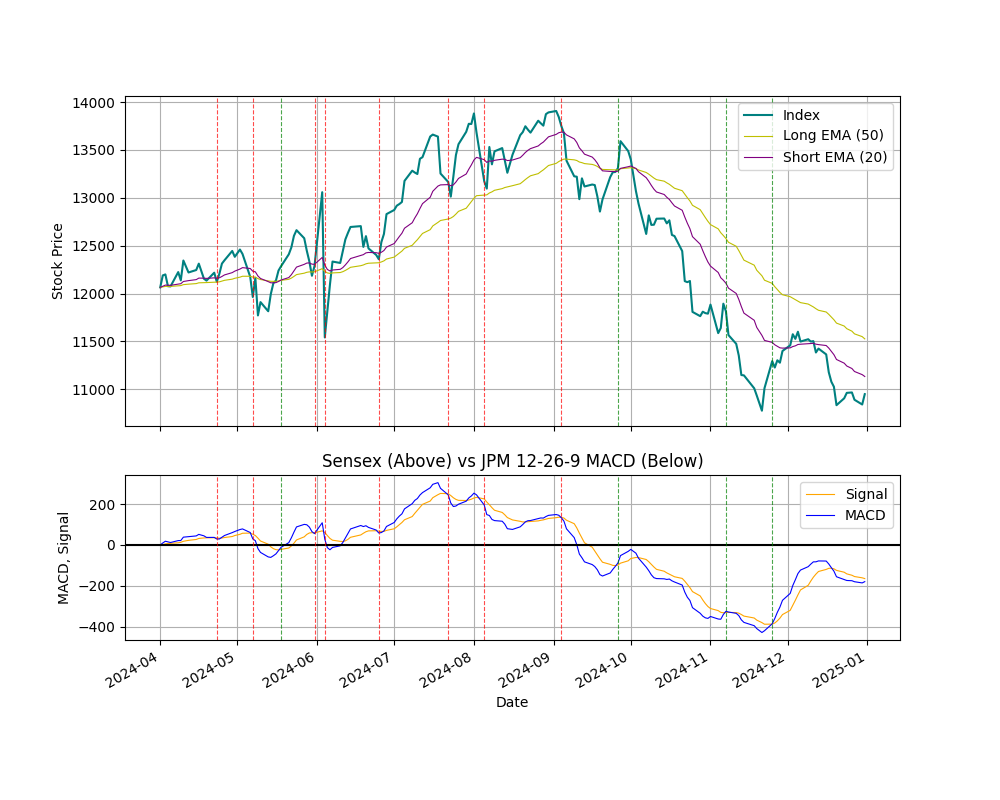 14000
13500
13000
12500
12000
11500
11000
Stock Price
Index
Long EMA (50)
Short EMA (20)
Sensex (Above) vs JPM 12-26-9 MACD (Below)
200
0
−200
−400
MACD, Signal
Signal
MACD
2024-04
2024-05
2024-06
2024-07
2024-08
2024-09
2024-10
2024-11
2024-12
2025-01
Date